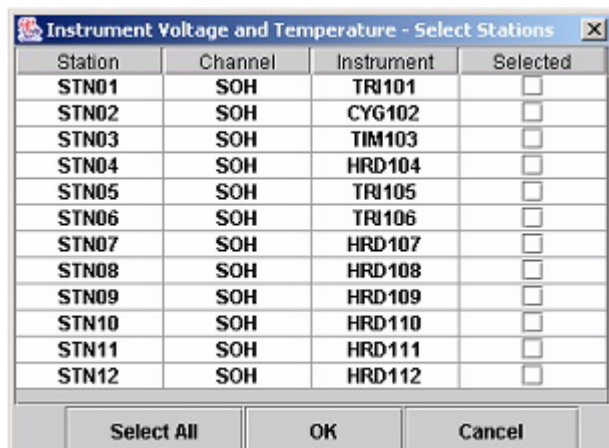 Instrument Voltage and Temperature - Select Stations
Station Channel Instrument Selected
STN01 SOH TRI101
STN02 SOH CYG102
STN03 SOH TIM103
STN04 SOH HRD104
STN05 SOH TRI105
STN06 SOH TRI106
STN07 SOH HRD107
STN08 SOH HRD108
STN09 SOH HRD109
STN10 SOH HRD110
STN11 SOH HRD111
STN12 SOH HRD112
Select All OK Cancel